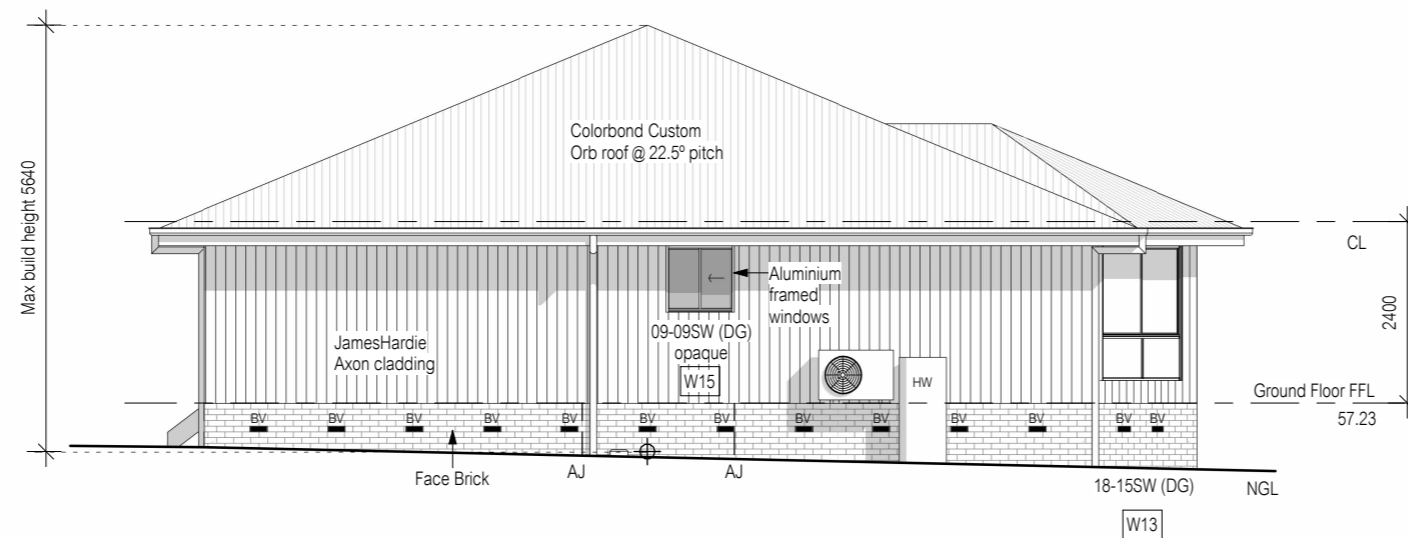 Max build height 5640
Colorbond Custom
Orb roof @ 22.5º pitch
CL
2400
Aluminium
framed
windows
JamesHardie
Axon cladding
09-09SW (DG)
opaque
W15
HW
Ground Floor FFL
57.23
BV BV BV BV BV BV BV BV BV BV BV BV BV
Face Brick
AJ
AJ
18-15SW (DG)
NGL
W13